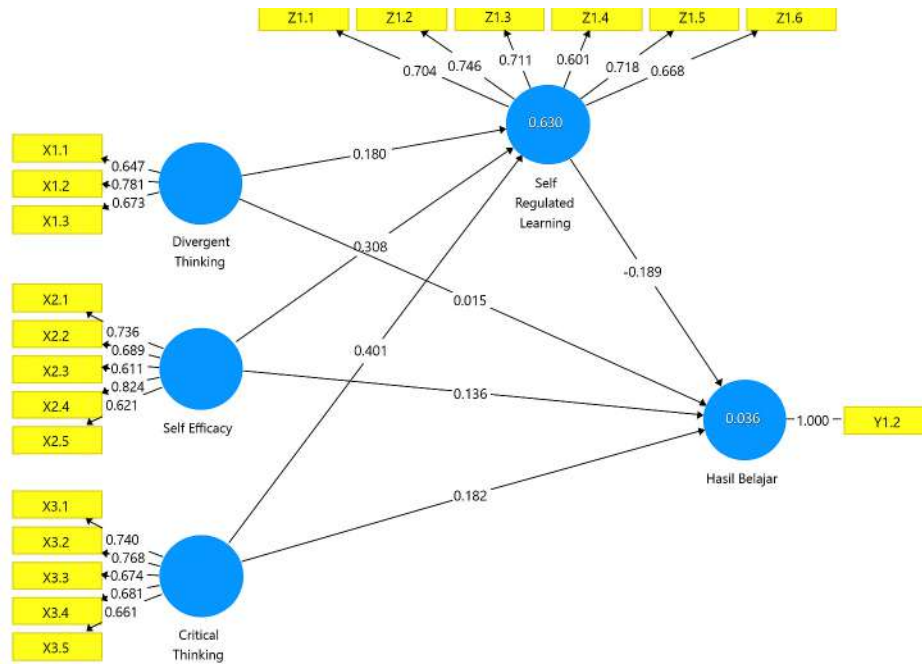 Z1.1
Z1.2
Z1.3
Z1.4
Z1.5
Z1.6
0.704
0.746
0.711
0.601
0.718
0.668
0.630
Self
Regulated
Learning
X1.1
X1.2
X1.3
0.647
0.781
0.673
Divergent
Thinking
0.180
0.308
0.015
0.401
-0.189
X2.1
X2.2
X2.3
X2.4
X2.5
0.736
0.689
0.611
0.824
0.621
Self Efficacy
0.136
0.182
0.036
1.000
Y1.2
Hasil Belajar
X3.1
X3.2
X3.3
X3.4
X3.5
0.740
0.768
0.674
0.681
0.661
Critical
Thinking